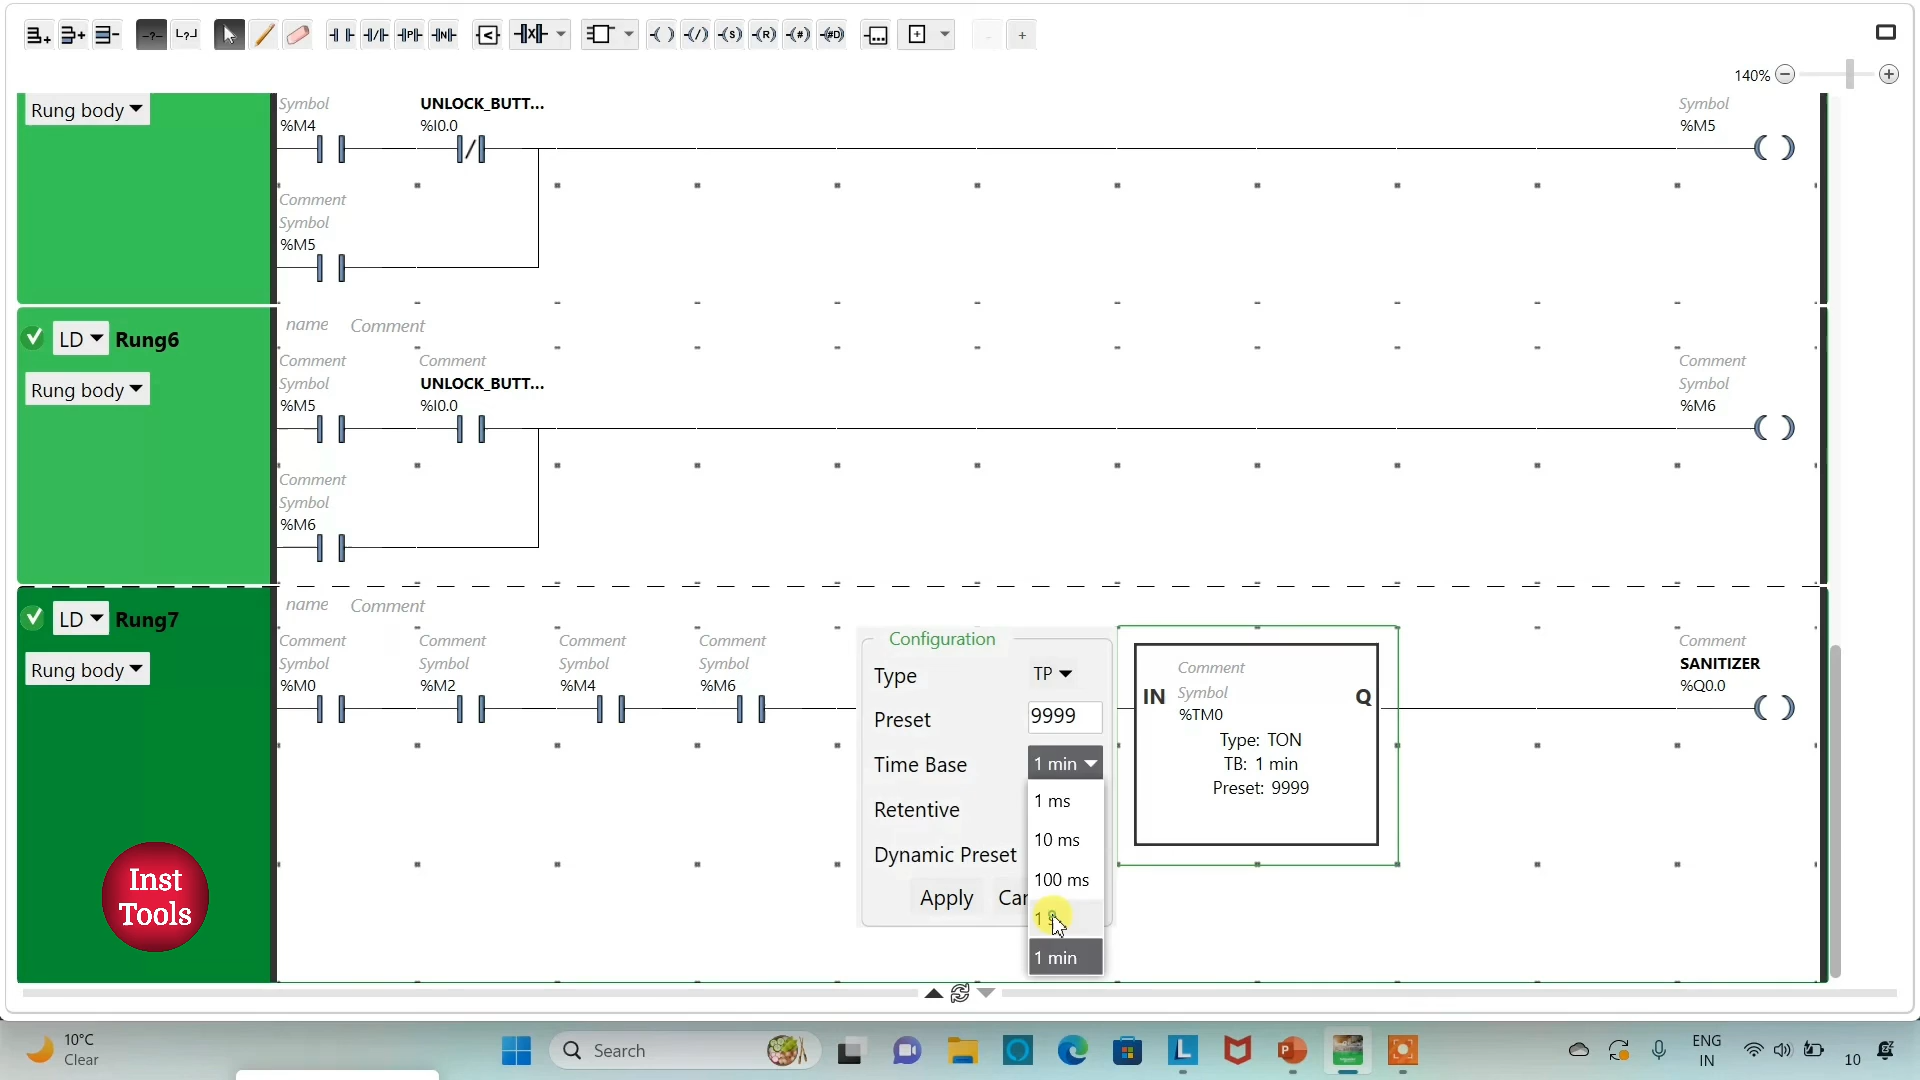 140%
Rung body
Symbol
%M4
UNLOCK_BUTT...
%I0.0
Symbol
%M5
Comment
Symbol
%M5
LD Rung6
name Comment
Rung body
Comment
Symbol
%M5
Comment
UNLOCK_BUTT...
%I0.0
Comment
Symbol
%M6
Comment
Symbol
%M6
LD Rung7
name Comment
Rung body
Comment
Symbol
%M0
Comment
Symbol
%M2
Comment
Symbol
%M4
Comment
Symbol
%M6
Configuration
Type TP
Preset 9999
Time Base 1 min
Retentive
Dynamic Preset
Apply
1 ms
10 ms
100 ms
1 min
IN
Comment
Symbol
%TM0
Q
Type: TON
TB: 1 min
Preset: 9999
Comment
SANITIZER
%Q0.0
Inst
Tools
10°C
Clear
Search
ENG
IN
10